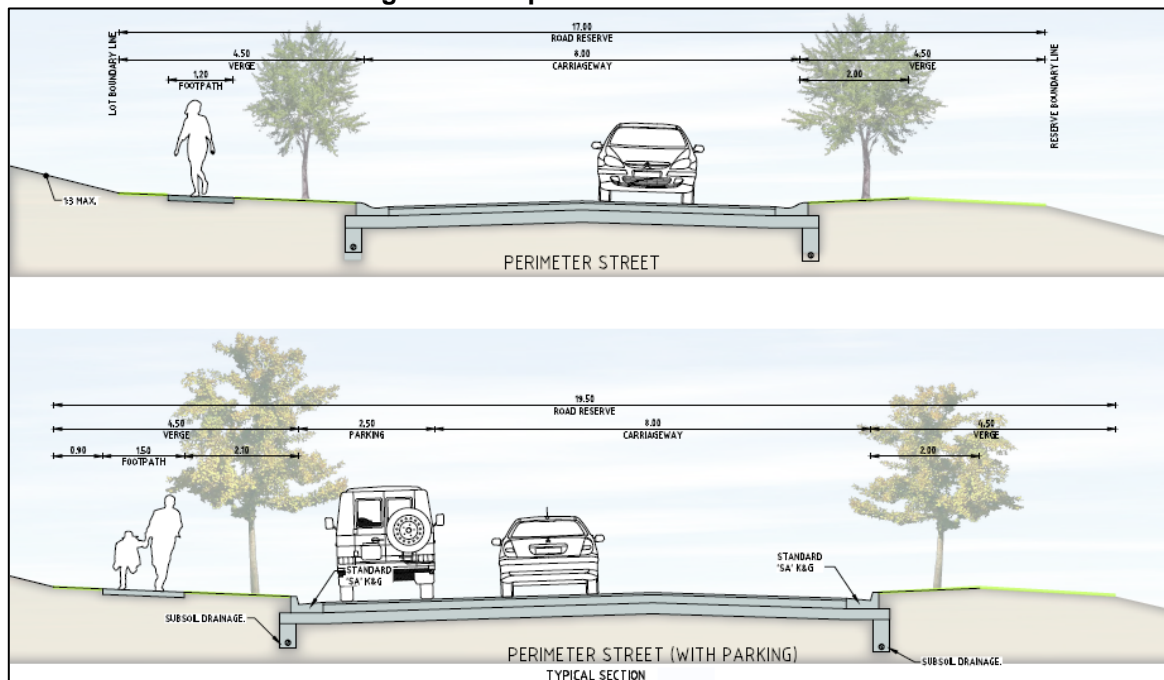 17.00
ROAD RESERVE
4.50
VERGE
8.00
CARRIAGEWAY
4.50
VERGE
1.20
FOOTPATH
2.00
LOT BOUNDARY LINE
RESERVE BOUNDARY LINE
1:3 MAX.
PERIMETER STREET
19.50
ROAD RESERVE
4.50
VERGE
2.50
PARKING
8.00
CARRIAGEWAY
4.50
VERGE
0.90
1.50
FOOTPATH
2.10
2.00
STANDARD
'SA' K&G
STANDARD
'SA' K&G
SUBSOIL DRAINAGE.
SUBSOIL DRAINAGE.
PERIMETER STREET (WITH PARKING)
TYPICAL SECTION